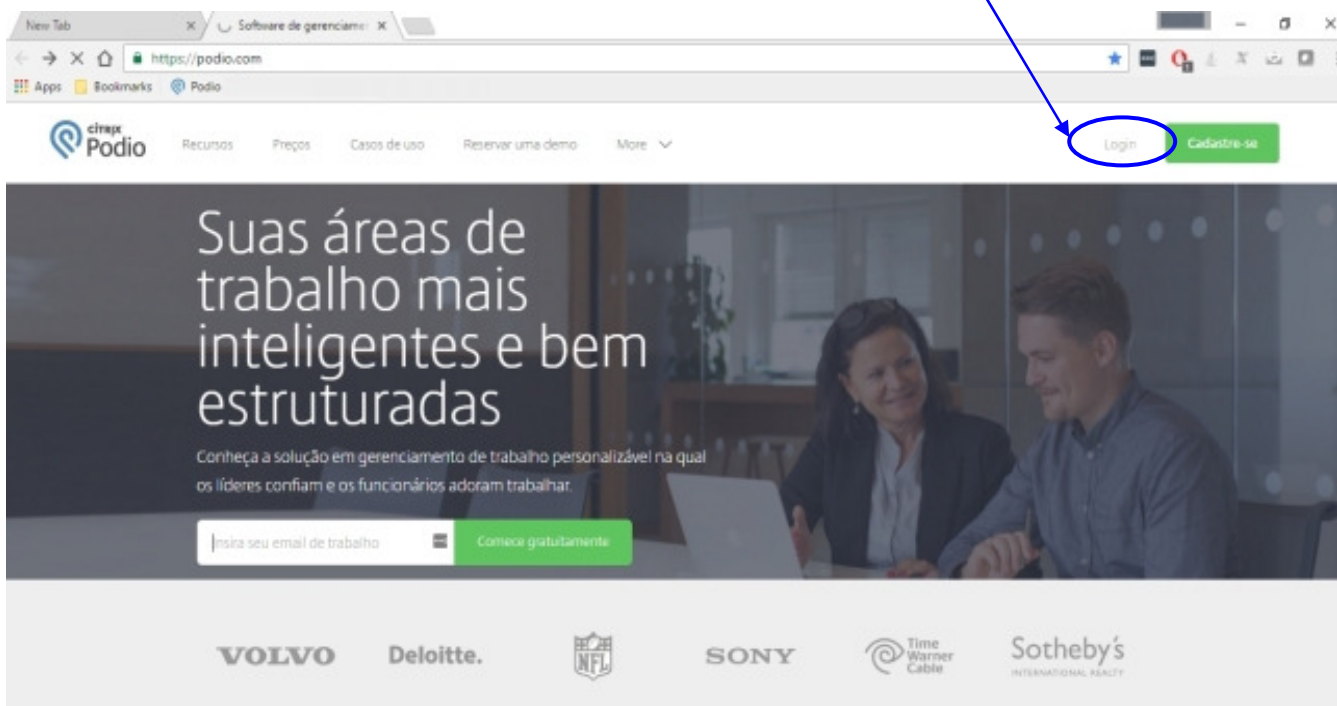 New Tab
Software de gerenciame
https://podio.com
Apps
Bookmarks
Podio
citrix
Podio
Recursos
Preços
Casos de uso
Reservar uma demo
More
Login
Cadastre-se
Suas áreas de
trabalho mais
inteligentes e bem
estruturadas
Conheça a solução em gerenciamento de trabalho personalizável na qual
os líderes confiam e os funcionários adoram trabalhar.
Insira seu email de trabalho
Comece gratuitamente
VOLVO
Deloitte.
NFL
SONY
Time
Warner
Cable
Sotheby's
INTERNATIONAL REALTY